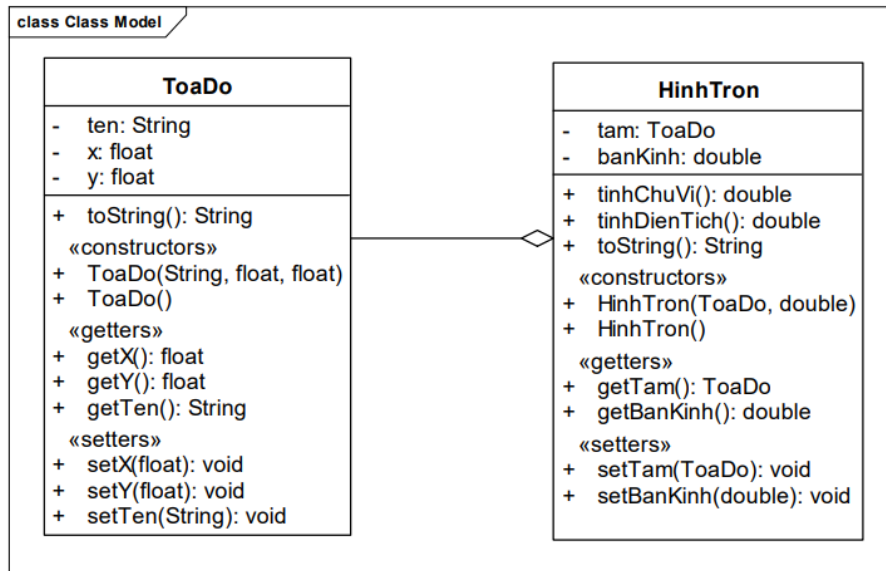 class Class Model
ToaDo
- ten: String
- x: float
- y: float
+ toString(): String
«constructors»
+ ToaDo(String, float, float)
+ ToaDo()
«getters»
+ getX(): float
+ getY(): float
+ getTen(): String
«setters»
+ setX(float): void
+ setY(float): void
+ setTen(String): void
HinhTron
- tam: ToaDo
- banKinh: double
+ tinhChuVi(): double
+ tinhDienTich(): double
+ toString(): String
«constructors»
+ HinhTron(ToaDo, double)
+ HinhTron()
«getters»
+ getTam(): ToaDo
+ getBanKinh(): double
«setters»
+ setTam(ToaDo): void
+ setBanKinh(double): void